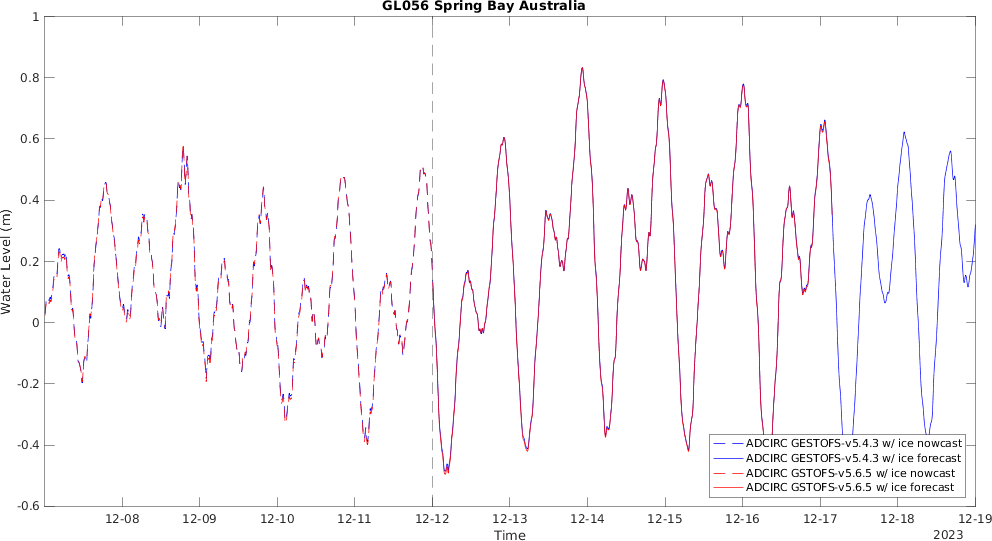 GL056 Spring Bay Australia
1
0.8
0.6
0.4
0.2
0
-0.2
-0.4
-0.6
Water Level (m)
ADCIRC GESTOFS-v5.4.3 w/ ice nowcast
ADCIRC GESTOFS-v5.4.3 w/ ice forecast
ADCIRC GSTOFS-v5.6.5 w/ ice nowcast
ADCIRC GSTOFS-v5.6.5 w/ ice forecast
12-08 12-09 12-10 12-11 12-12 12-13 12-14 12-15 12-16 12-17 12-18 12-19
Time
2023